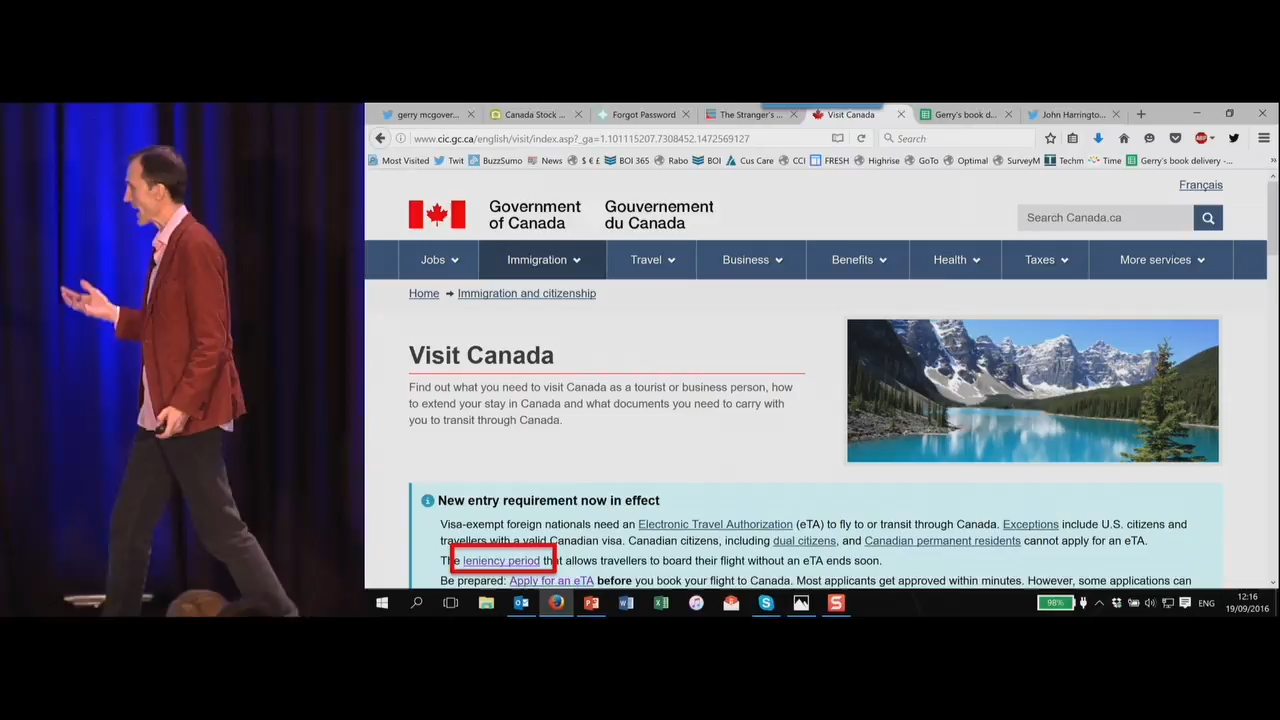 gerry mcgover...
Canada Stock ...
Forgot Password
The Stranger's ...
Visit Canada
Gerry's book d...
John Harringto...
www.cic.gc.ca/english/visit/index.asp?_ga=1.101115207.7308452.1472569127
Search
Most Visited Twit BuzzSumo News $ € £ BOI 365 Rabo BOI Cus Care CCI FRESH Highrise GoTo Optimal SurveyM Techm Time Gerry's book delivery -...
Français
Government Gouvernement
of Canada du Canada
Search Canada.ca
Jobs Immigration Travel Business Benefits Health Taxes More services
Home Immigration and citizenship
Visit Canada
Find out what you need to visit Canada as a tourist or business person, how
to extend your stay in Canada and what documents you need to carry with
you to transit through Canada.
New entry requirement now in effect
Visa-exempt foreign nationals need an Electronic Travel Authorization (eTA) to fly to or transit through Canada. Exceptions include U.S. citizens and
travellers with a valid Canadian visa. Canadian citizens, including dual citizens, and Canadian permanent residents cannot apply for an eTA.
The leniency period that allows travellers to board their flight without an eTA ends soon.
Be prepared: Apply for an eTA before you book your flight to Canada. Most applicants get approved within minutes. However, some applications can
98% ENG 12:16
19/09/2016